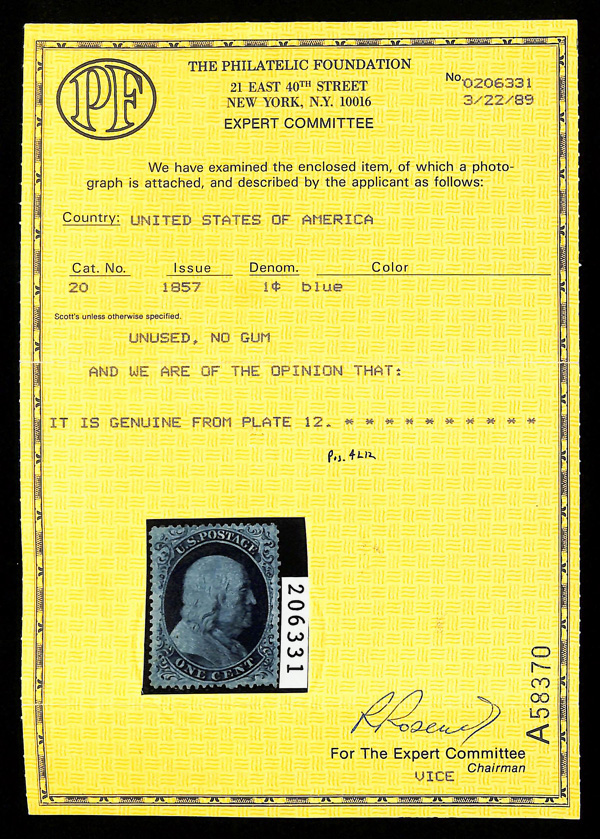 PF
THE PHILATELIC FOUNDATION
21 EAST 40TH STREET
NEW YORK, N.Y. 10016
EXPERT COMMITTEE
No. 0206331
3/22/89
We have examined the enclosed item, of which a photo-
graph is attached, and described by the applicant as follows:
Country: UNITED STATES OF AMERICA
Cat. No. Issue Denom. Color
20 1857 1¢ blue
Scott's unless otherwise specified.
UNUSED, NO GUM
AND WE ARE OF THE OPINION THAT:
IT IS GENUINE FROM PLATE 12. * * * * * * * * * *
Pos. 4L12
U.S. POSTAGE
ONE CENT
206331
A58370
For The Expert Committee
Chairman
VICE